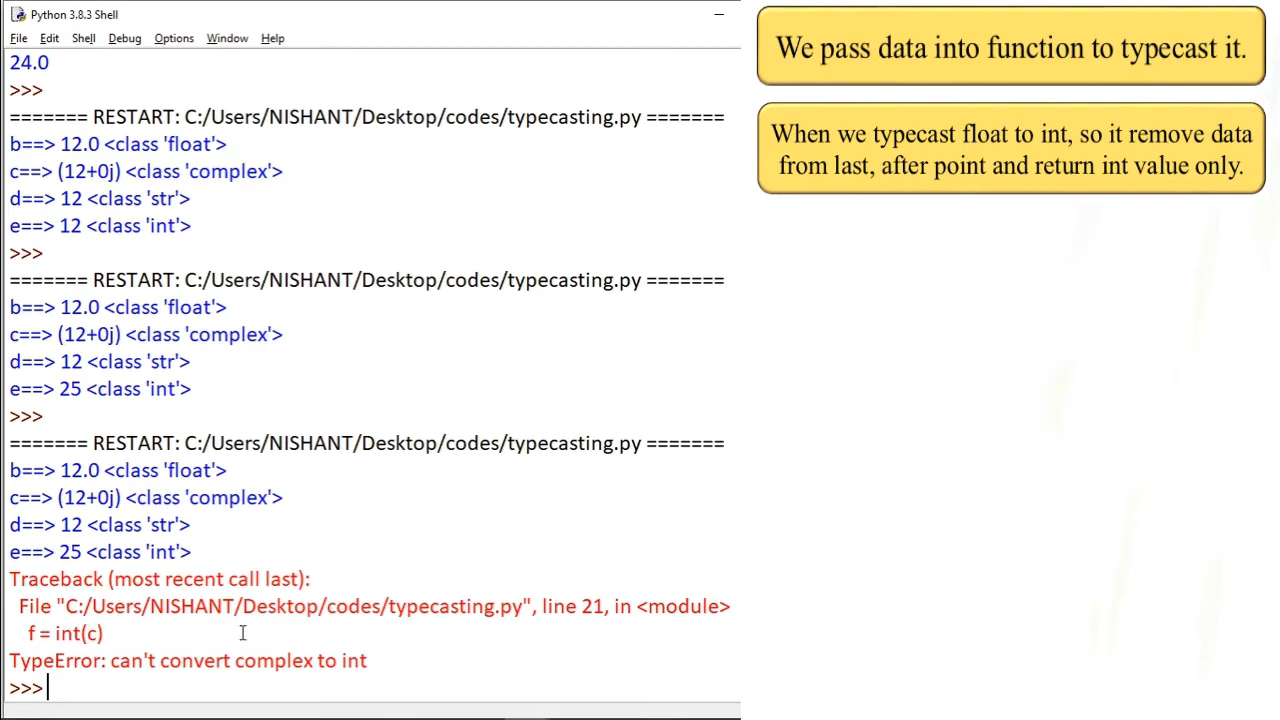 Python 3.8.3 Shell
File Edit Shell Debug Options Window Help
24.0
>>>
======= RESTART: C:/Users/NISHANT/Desktop/codes/typecasting.py =======
b==> 12.0 <class 'float'>
c==> (12+0j) <class 'complex'>
d==> 12 <class 'str'>
e==> 12 <class 'int'>
>>>
======= RESTART: C:/Users/NISHANT/Desktop/codes/typecasting.py =======
b==> 12.0 <class 'float'>
c==> (12+0j) <class 'complex'>
d==> 12 <class 'str'>
e==> 25 <class 'int'>
>>>
======= RESTART: C:/Users/NISHANT/Desktop/codes/typecasting.py =======
b==> 12.0 <class 'float'>
c==> (12+0j) <class 'complex'>
d==> 12 <class 'str'>
e==> 25 <class 'int'>
Traceback (most recent call last):
File "C:/Users/NISHANT/Desktop/codes/typecasting.py", line 21, in <module>
f = int(c)
TypeError: can't convert complex to int
>>>
We pass data into function to typecast it.
When we typecast float to int, so it remove data
from last, after point and return int value only.